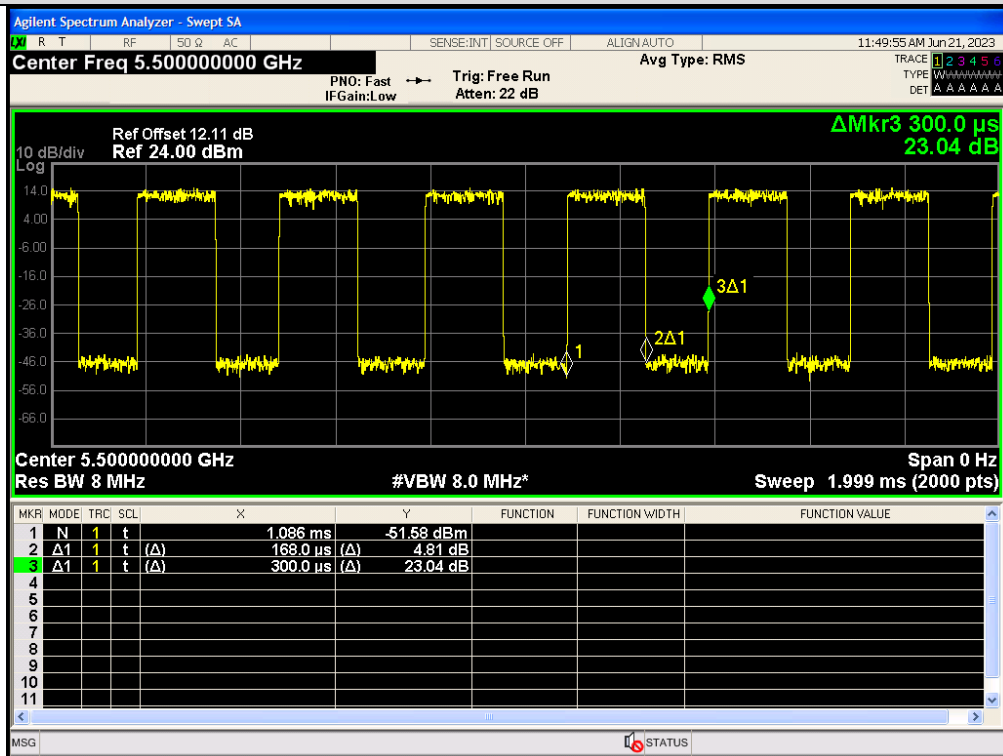 Agilent Spectrum Analyzer - Swept SA
LXI R T RF 50 Ω AC SENSE:INT SOURCE OFF ALIGN AUTO 11:49:55 AM Jun 21, 2023
Center Freq 5.500000000 GHz Avg Type: RMS TRACE 1 2 3 4 5 6
PNO: Fast Trig: Free Run TYPE
IFGain:Low Atten: 22 dB DET A A A A A A
ΔMkr3 300.0 µs
23.04 dB
Ref Offset 12.11 dB
10 dB/div Ref 24.00 dBm
Log
14.0
4.00
-6.00
-16.0
3Δ1
-26.0
-36.0
2Δ1
1
-46.0
-56.0
-66.0
Center 5.500000000 GHz Span 0 Hz
Res BW 8 MHz #VBW 8.0 MHz* Sweep 1.999 ms (2000 pts)
MKR MODE TRC SCL X Y FUNCTION FUNCTION WIDTH FUNCTION VALUE
1 N 1 t 1.086 ms -51.58 dBm
2 Δ1 1 t (Δ) 168.0 µs (Δ) 4.81 dB
3 Δ1 1 t (Δ) 300.0 µs (Δ) 23.04 dB
4
5
6
7
8
9
10
11
MSG STATUS